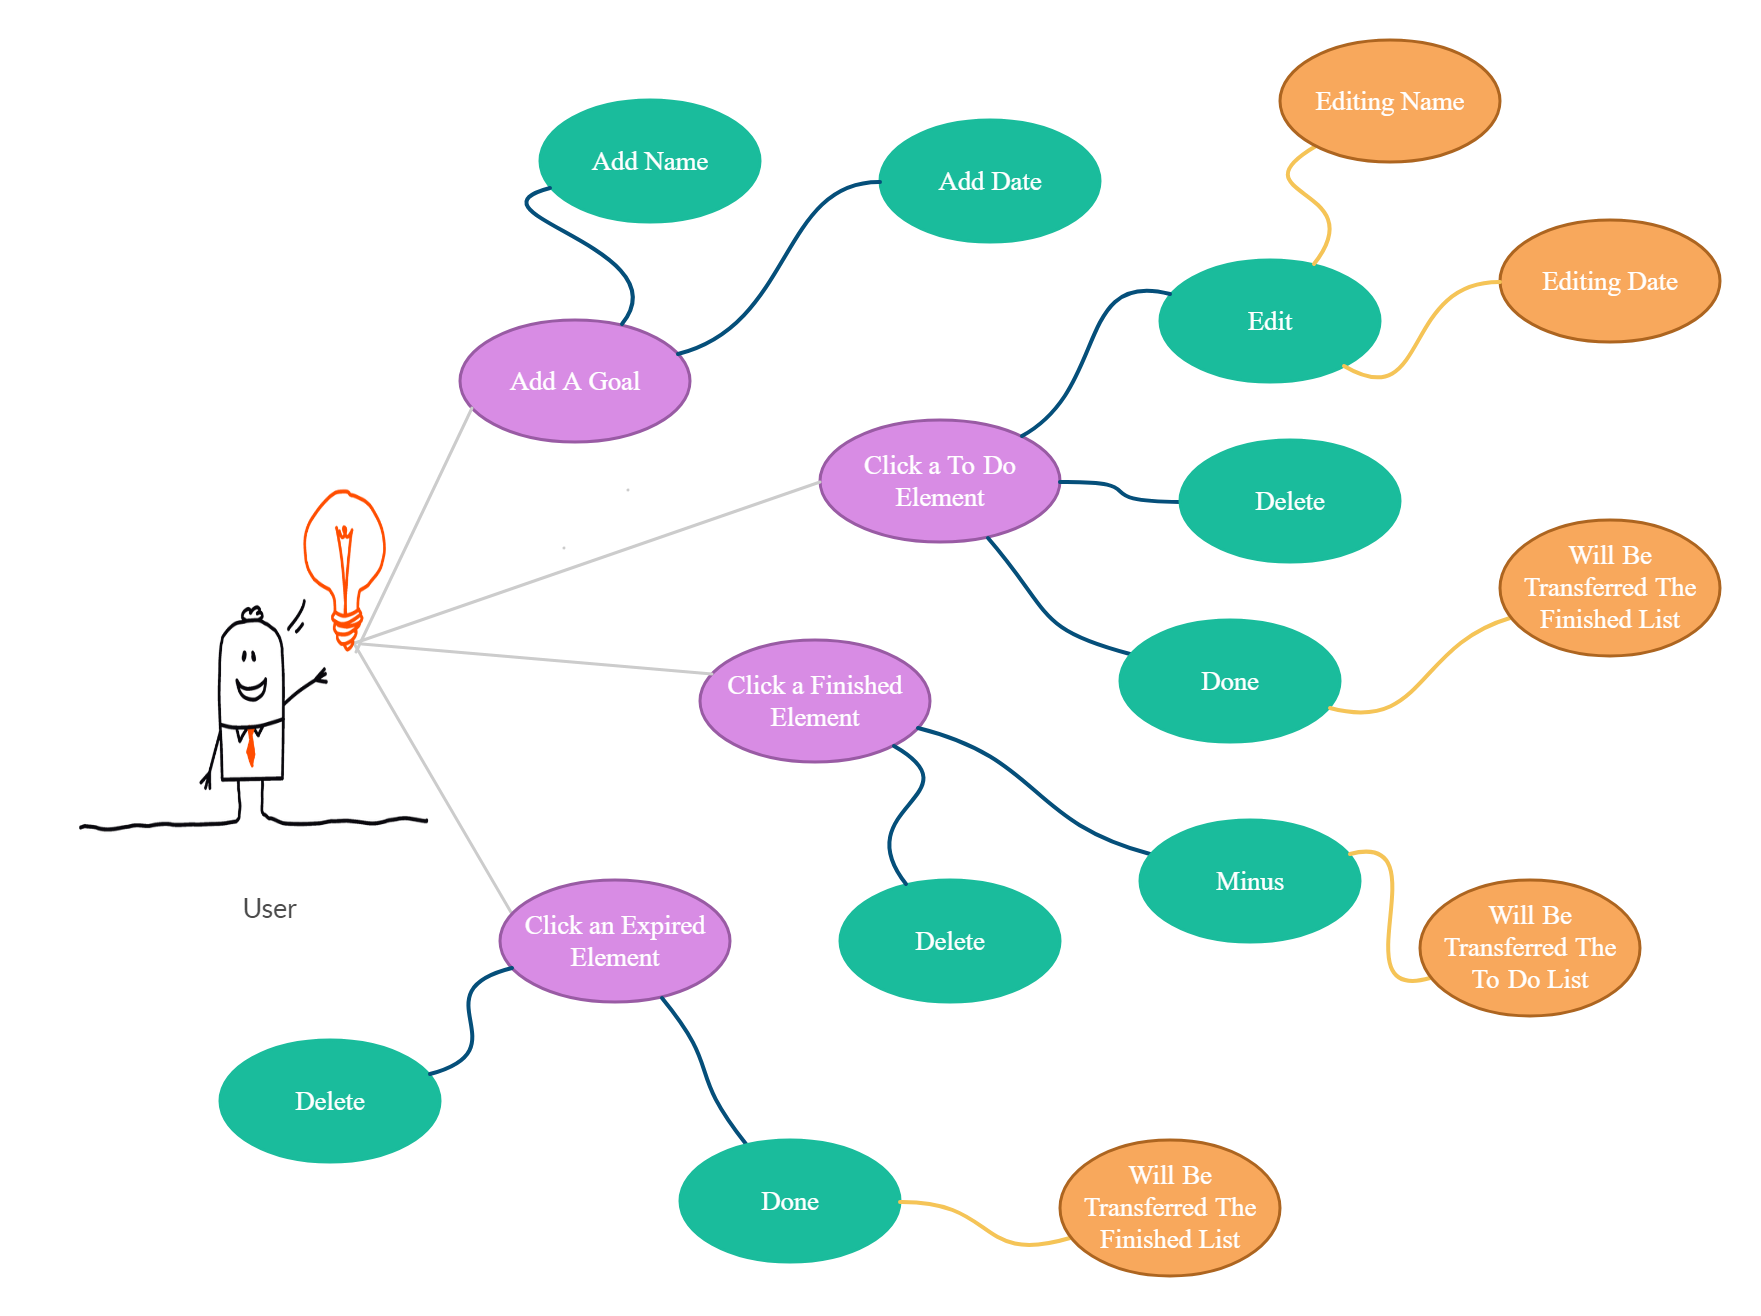 Editing Name
Add Name
Add Date
Editing Date
Edit
Add A Goal
Click a To Do
Element
Delete
Will Be
Transferred The
Finished List
Done
Click a Finished
Element
Minus
User
Click an Expired
Element
Delete
Will Be
Transferred The
To Do List
Delete
Done
Will Be
Transferred The
Finished List